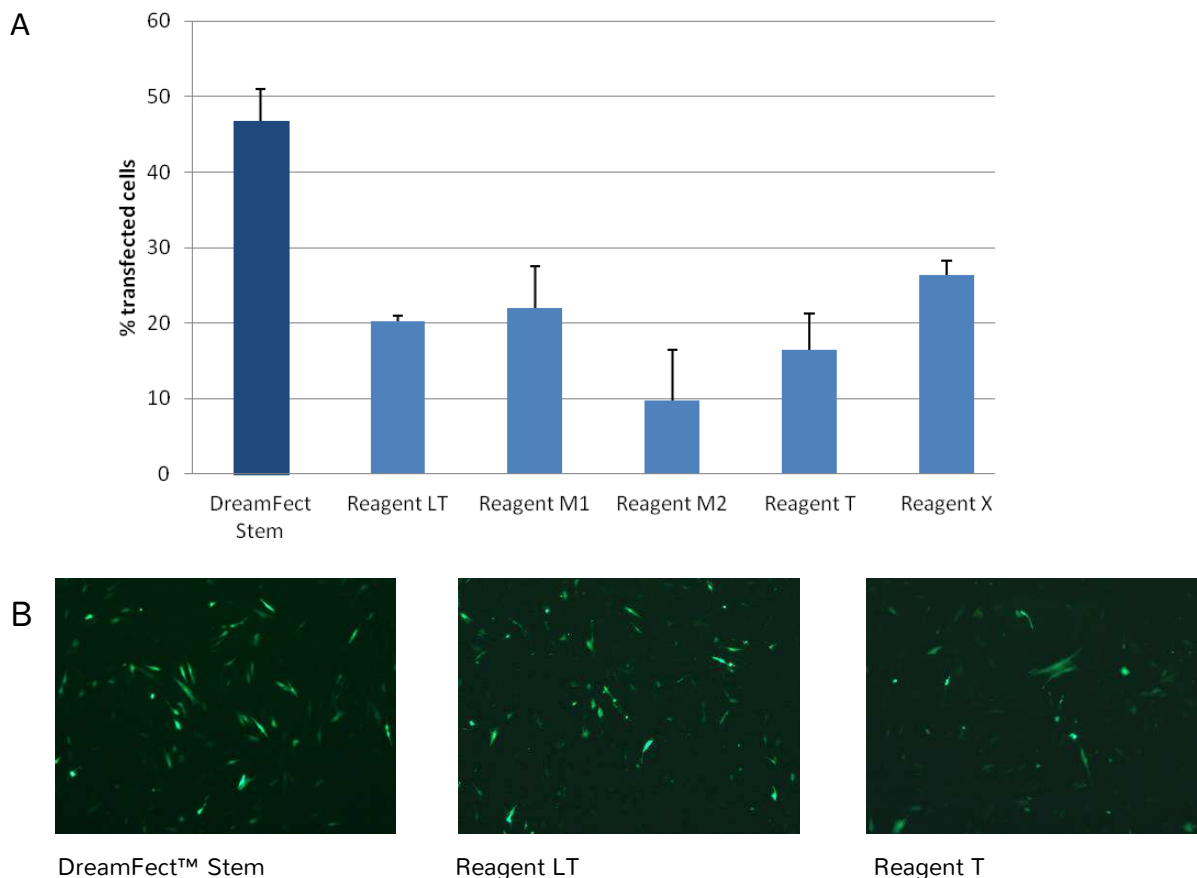 A
60
50
40
30
20
10
0
% transfected cells
DreamFect
Stem
Reagent LT
Reagent M1
Reagent M2
Reagent T
Reagent X
B
DreamFect™ Stem
Reagent LT
Reagent T